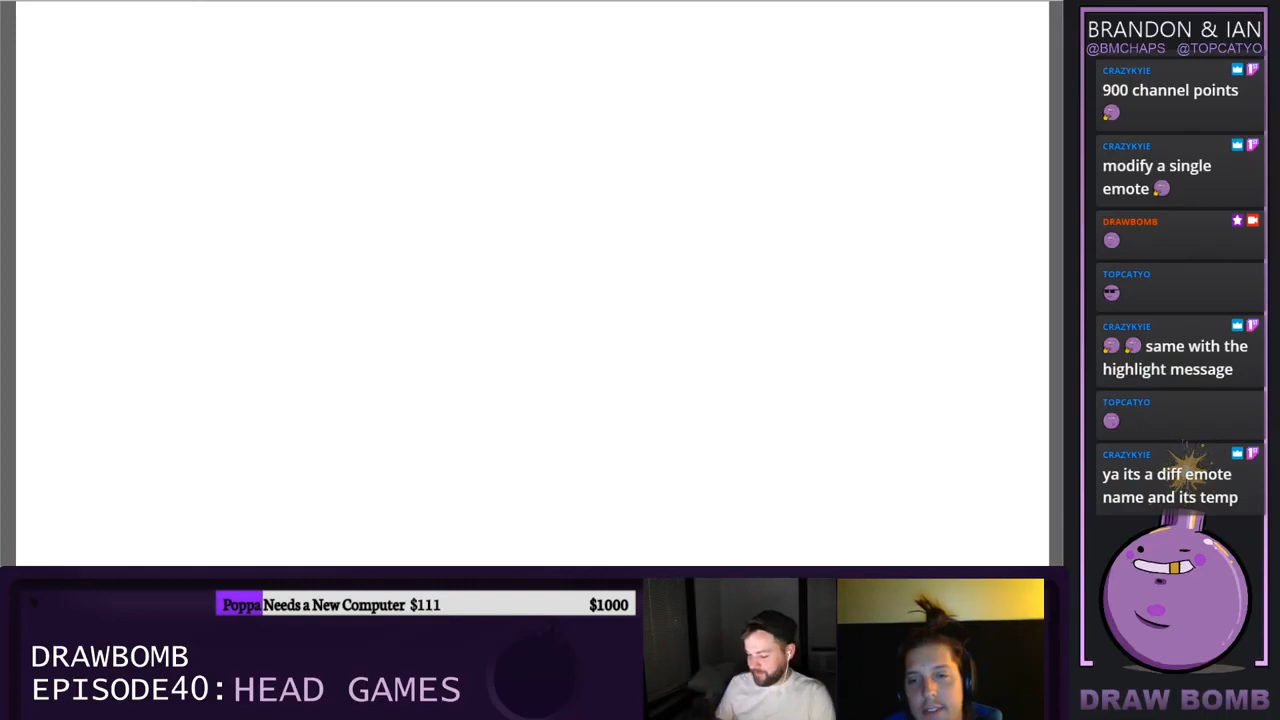 BRANDON & IAN
@BMCHAPS @TOPCATYO
CRAZYKYIE
900 channel points
CRAZYKYIE
modify a single
emote
DRAWBOMB
TOPCATYO
CRAZYKYIE
same with the
highlight message
TOPCATYO
CRAZYKYIE
ya its a diff emote
name and its temp
Poppa Needs a New Computer $111 $1000
DRAWBOMB
EPISODE40: HEAD GAMES
DRAW BOMB